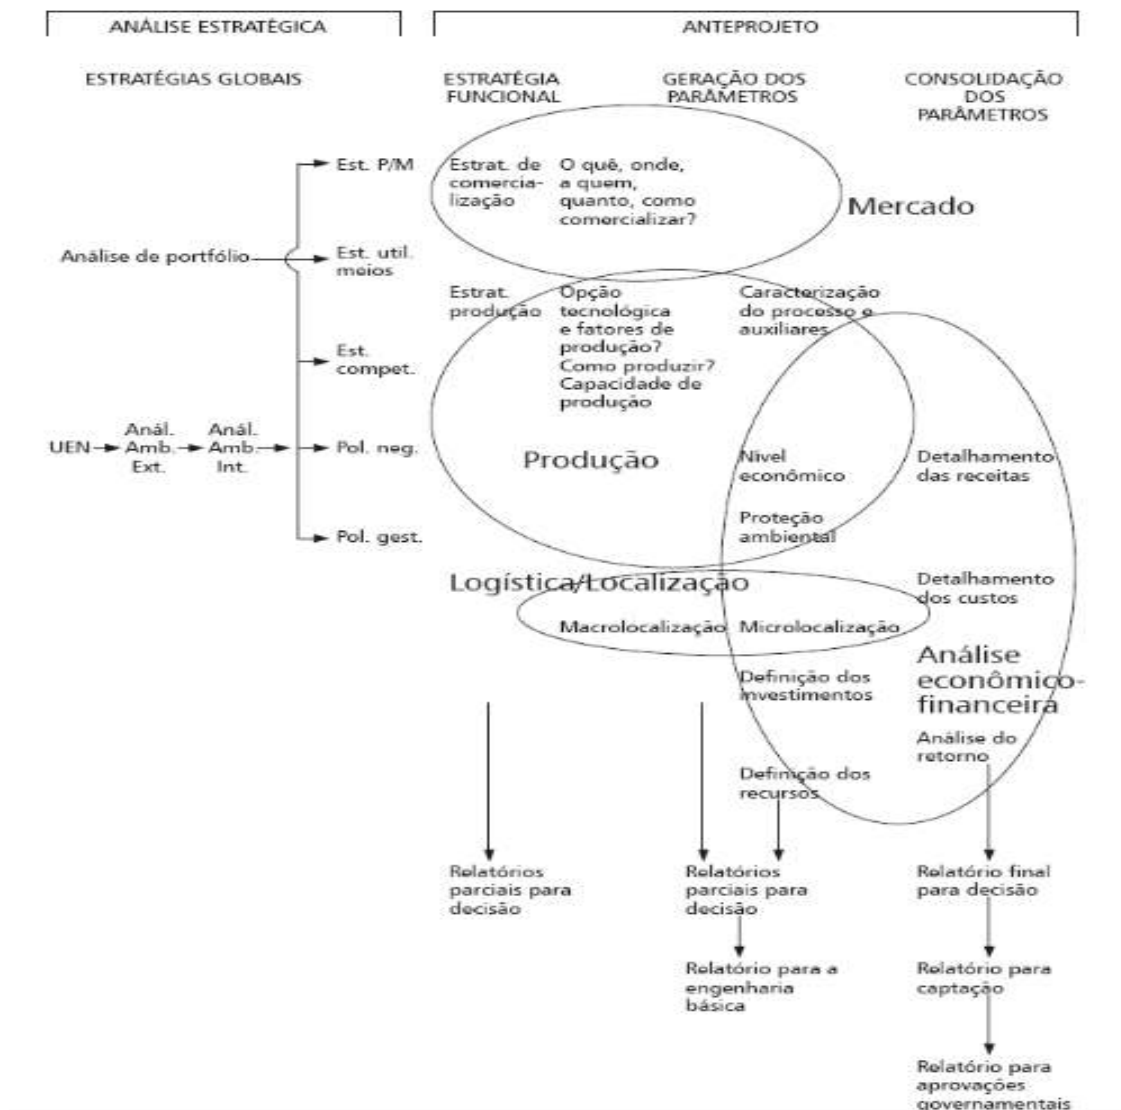 ANÁLISE ESTRATÉGICA
ANTEPROJETO
ESTRATÉGIAS GLOBAIS
ESTRATÉGIA
FUNCIONAL
GERAÇÃO DOS
PARÂMETROS
CONSOLIDAÇÃO
DOS
PARÂMETROS
Est. P/M
Análise de portfólio
Est. util.
meios
Est.
compet.
UEN
Anál.
Amb.
Ext.
Anál.
Amb.
Int.
Pol. neg.
Pol. gest.
Estrat. de
comercia-
lização
O quê, onde,
a quem,
quanto, como
comercializar?
Mercado
Estrat.
produção
Opção
tecnológica
e fatores de
produção?
Como produzir?
Capacidade de
produção
Caracterização
do processo e
auxiliares
Produção
Nível
econômico
Proteção
ambiental
Detalhamento
das receitas
Logística/Localização
Macrolocalização
Microlocalização
Detalhamento
dos custos
Definição dos
investimentos
Análise
econômico-
financeira
Análise do
retorno
Definição dos
recursos
Relatórios
parciais para
decisão
Relatórios
parciais para
decisão
Relatório para a
engenharia
básica
Relatório final
para decisão
Relatório para
captação
Relatório para
aprovações
governamentais